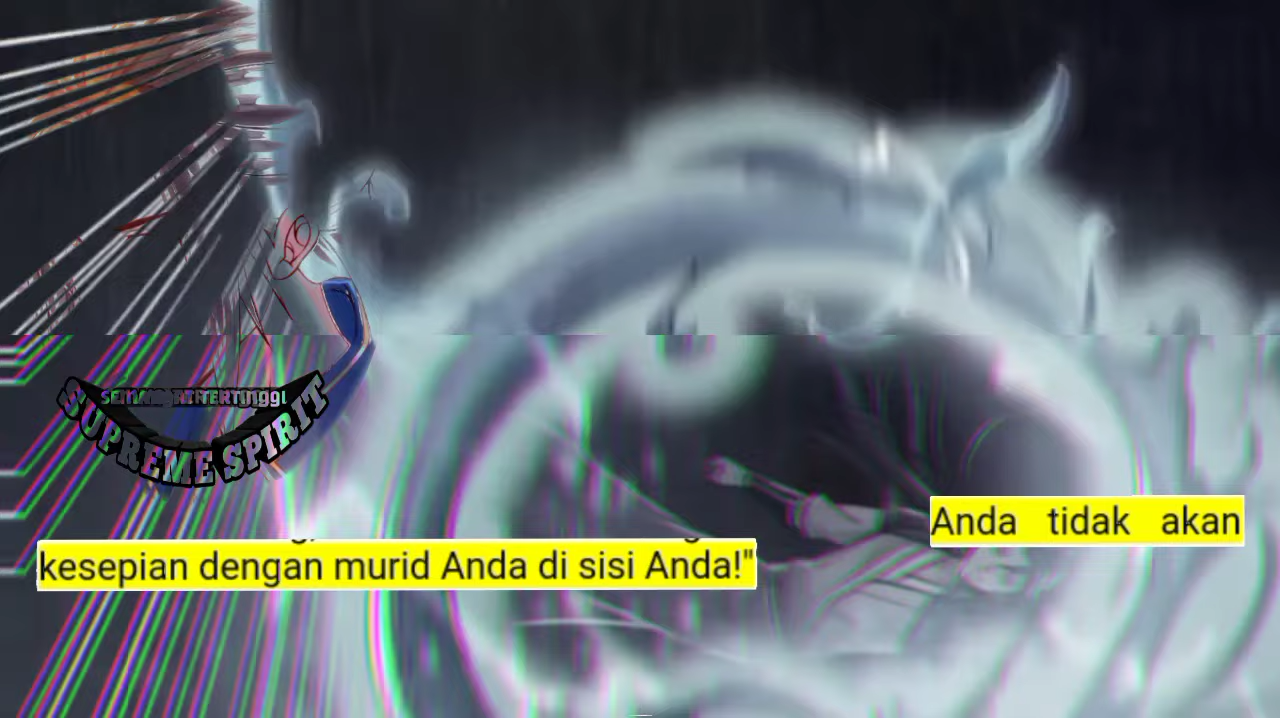 SUPREME SPIRIT
Anda tidak akan
kesepian dengan murid Anda di sisi Anda!"